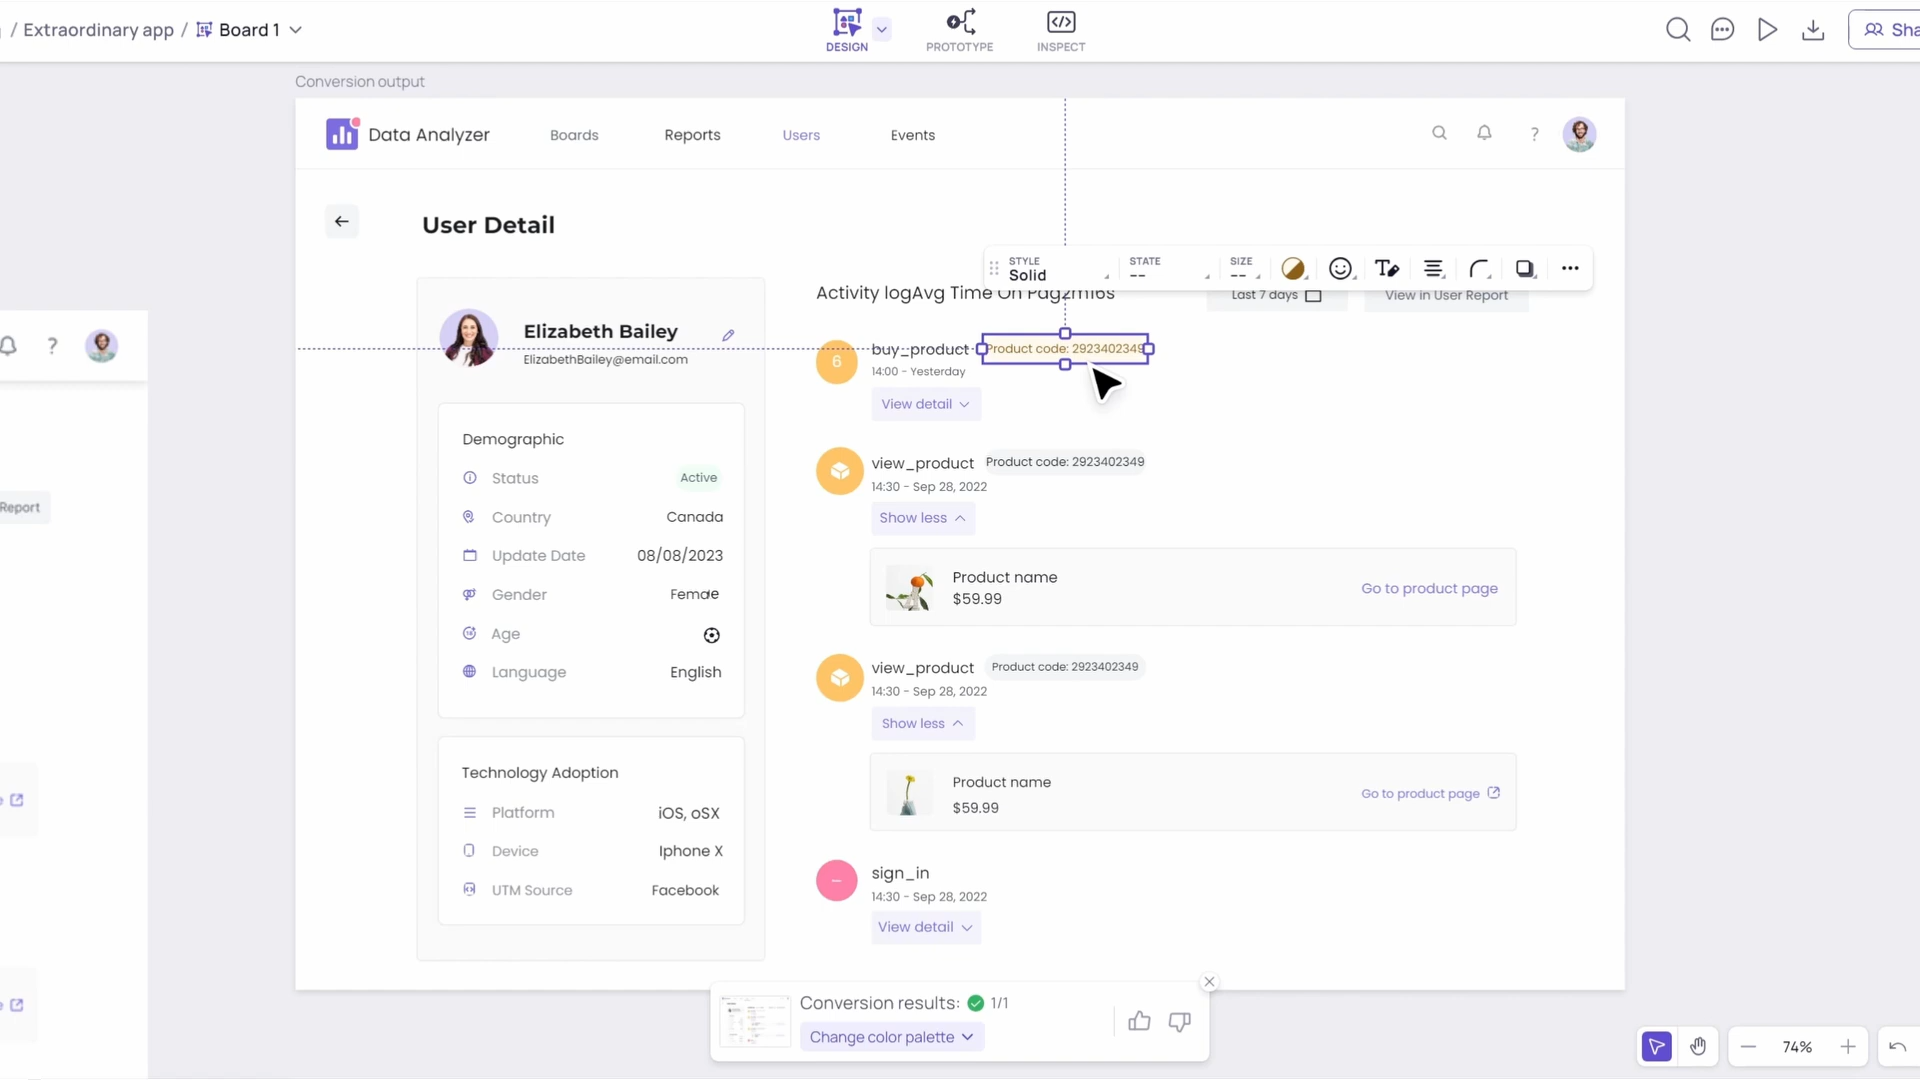 / Extraordinary app / Board 1
DESIGN
PROTOTYPE
INSPECT
Sha
Conversion output
Data Analyzer
Boards
Reports
Users
Events
?
User Detail
STYLE
Solid
STATE
--
SIZE
--
Activity logAvg Time On Pag2m16s
Last 7 days
View in User Report
Elizabeth Bailey
ElizabethBailey@email.com
6
buy_product
Product code: 2923402349
14:00 - Yesterday
View detail
?
Report
Demographic
Status
Active
Country
Canada
Update Date
08/08/2023
Gender
Female
Age
Language
English
view_product
Product code: 2923402349
14:30 - Sep 28, 2022
Show less
Product name
$59.99
Go to product page
view_product
Product code: 2923402349
14:30 - Sep 28, 2022
Show less
Product name
$59.99
Go to product page
Technology Adoption
Platform
iOS, oSX
Device
Iphone X
UTM Source
Facebook
sign_in
14:30 - Sep 28, 2022
View detail
Conversion results: 1/1
Change color palette
74%